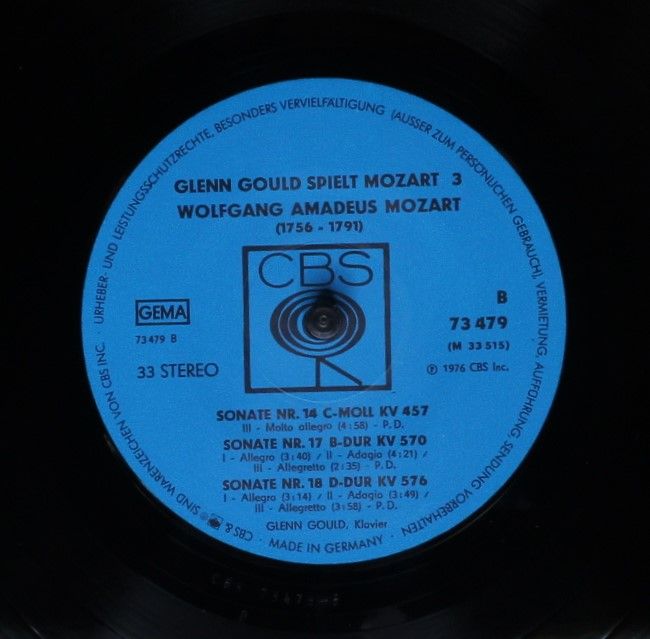 GLENN GOULD SPIELT MOZART 3
WOLFGANG AMADEUS MOZART
(1756 - 1791)
CBS
GEMA
73 479 B
33 STEREO
B
73 479
(M 33 515)
Ⓟ 1976 CBS Inc.
SONATE NR. 14 C-MOLL KV 457
III - Molto allegro (4:58) - P.D.
SONATE NR. 17 B-DUR KV 570
I - Allegro (3:40) / II - Adagio (4:21) /
III - Allegretto (2:35) - P.D.
SONATE NR. 18 D-DUR KV 576
I - Allegro (3:14) / II - Adagio (3:49) /
III - Allegretto (3:58) - P.D.
GLENN GOULD, Klavier
CBS & SIND WARENZEICHEN VON CBS INC. · URHEBER- UND LEISTUNGSSCHUTZRECHTE, BESONDERS VERVIELFÄLTIGUNG (AUSSER ZUM PERSÖNLICHEN GEBRAUCH), VERMIETUNG, AUFFÜHRUNG, SENDUNG VORBEHALTEN
· MADE IN GERMANY ·